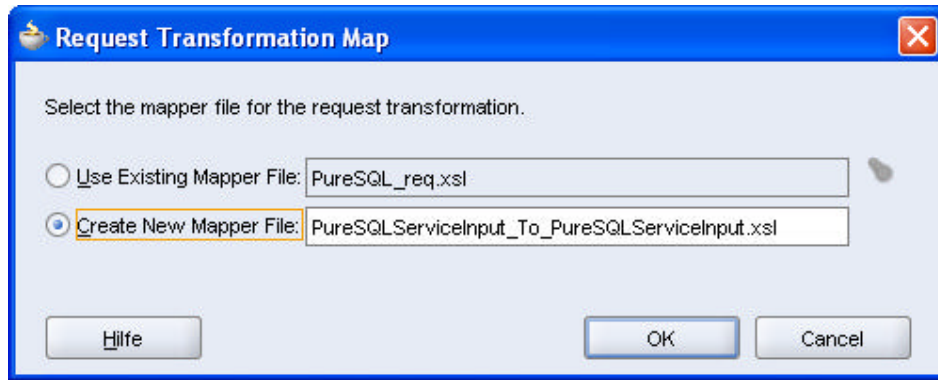 Request Transformation Map
Select the mapper file for the request transformation.
Use Existing Mapper File: PureSQL_req.xsl
Create New Mapper File: PureSQLServiceInput_To_PureSQLServiceInput.xsl
Hilfe OK Cancel